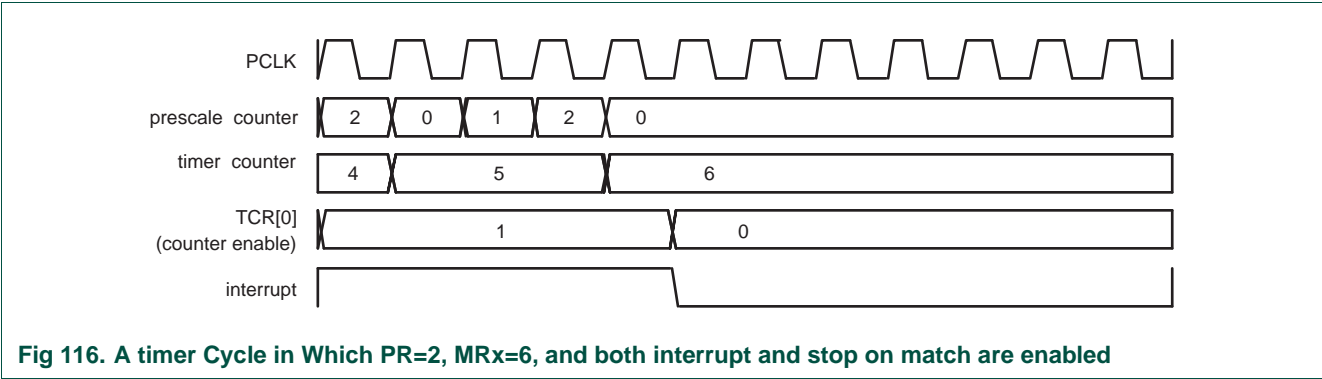 PCLK
prescale counter 2 0 1 2 0
timer counter 4 5 6
TCR[0]
(counter enable) 1 0
interrupt
Fig 116. A timer Cycle in Which PR=2, MRx=6, and both interrupt and stop on match are enabled